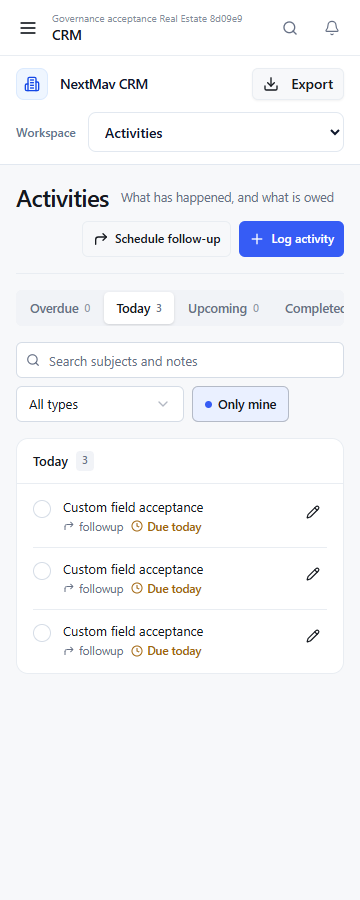 Governance acceptance Real Estate 8d09e9
CRM
NextMav CRM
Export
Workspace
Activities
Activities
What has happened, and what is owed
Schedule follow-up
Log activity
Overdue 0
Today 3
Upcoming 0
Completed
Search subjects and notes
All types
Only mine
Today 3
Custom field acceptance
followup Due today
Custom field acceptance
followup Due today
Custom field acceptance
followup Due today